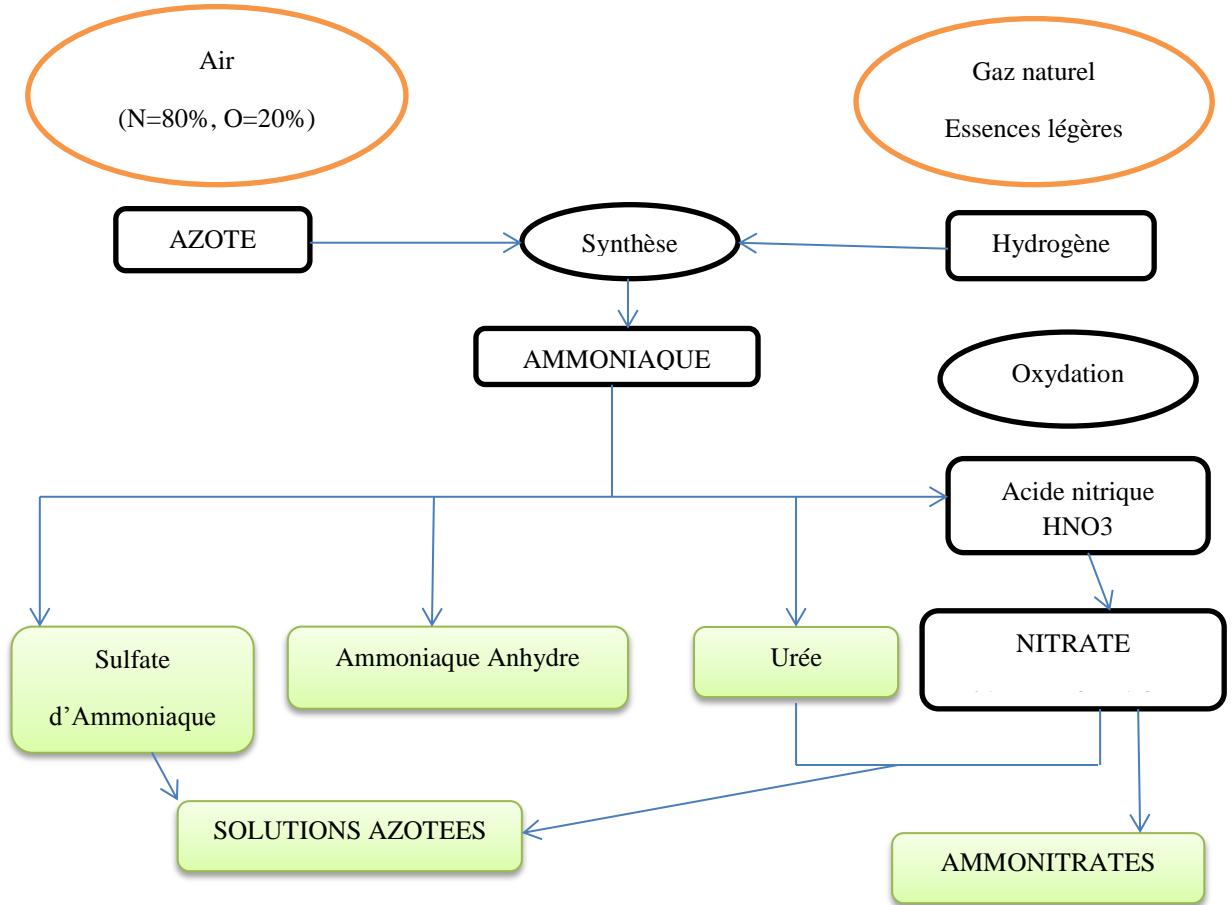 Air
(N=80%, O=20%)
Gaz naturel
Essences légères
AZOTE
Synthèse
Hydrogène
AMMONIAQUE
Oxydation
Acide nitrique
HNO3
Sulfate
d'Ammoniaque
Ammoniaque Anhydre
Urée
NITRATE
SOLUTIONS AZOTEES
AMMONITRATES